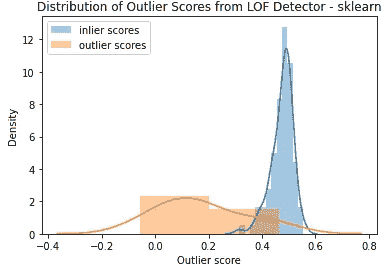 Distribution of Outlier Scores from LOF Detector - sklearn
inlier scores
outlier scores
12
10
8
6
4
2
0
Density
−0.4 −0.2 0.0 0.2 0.4 0.6 0.8
Outlier score